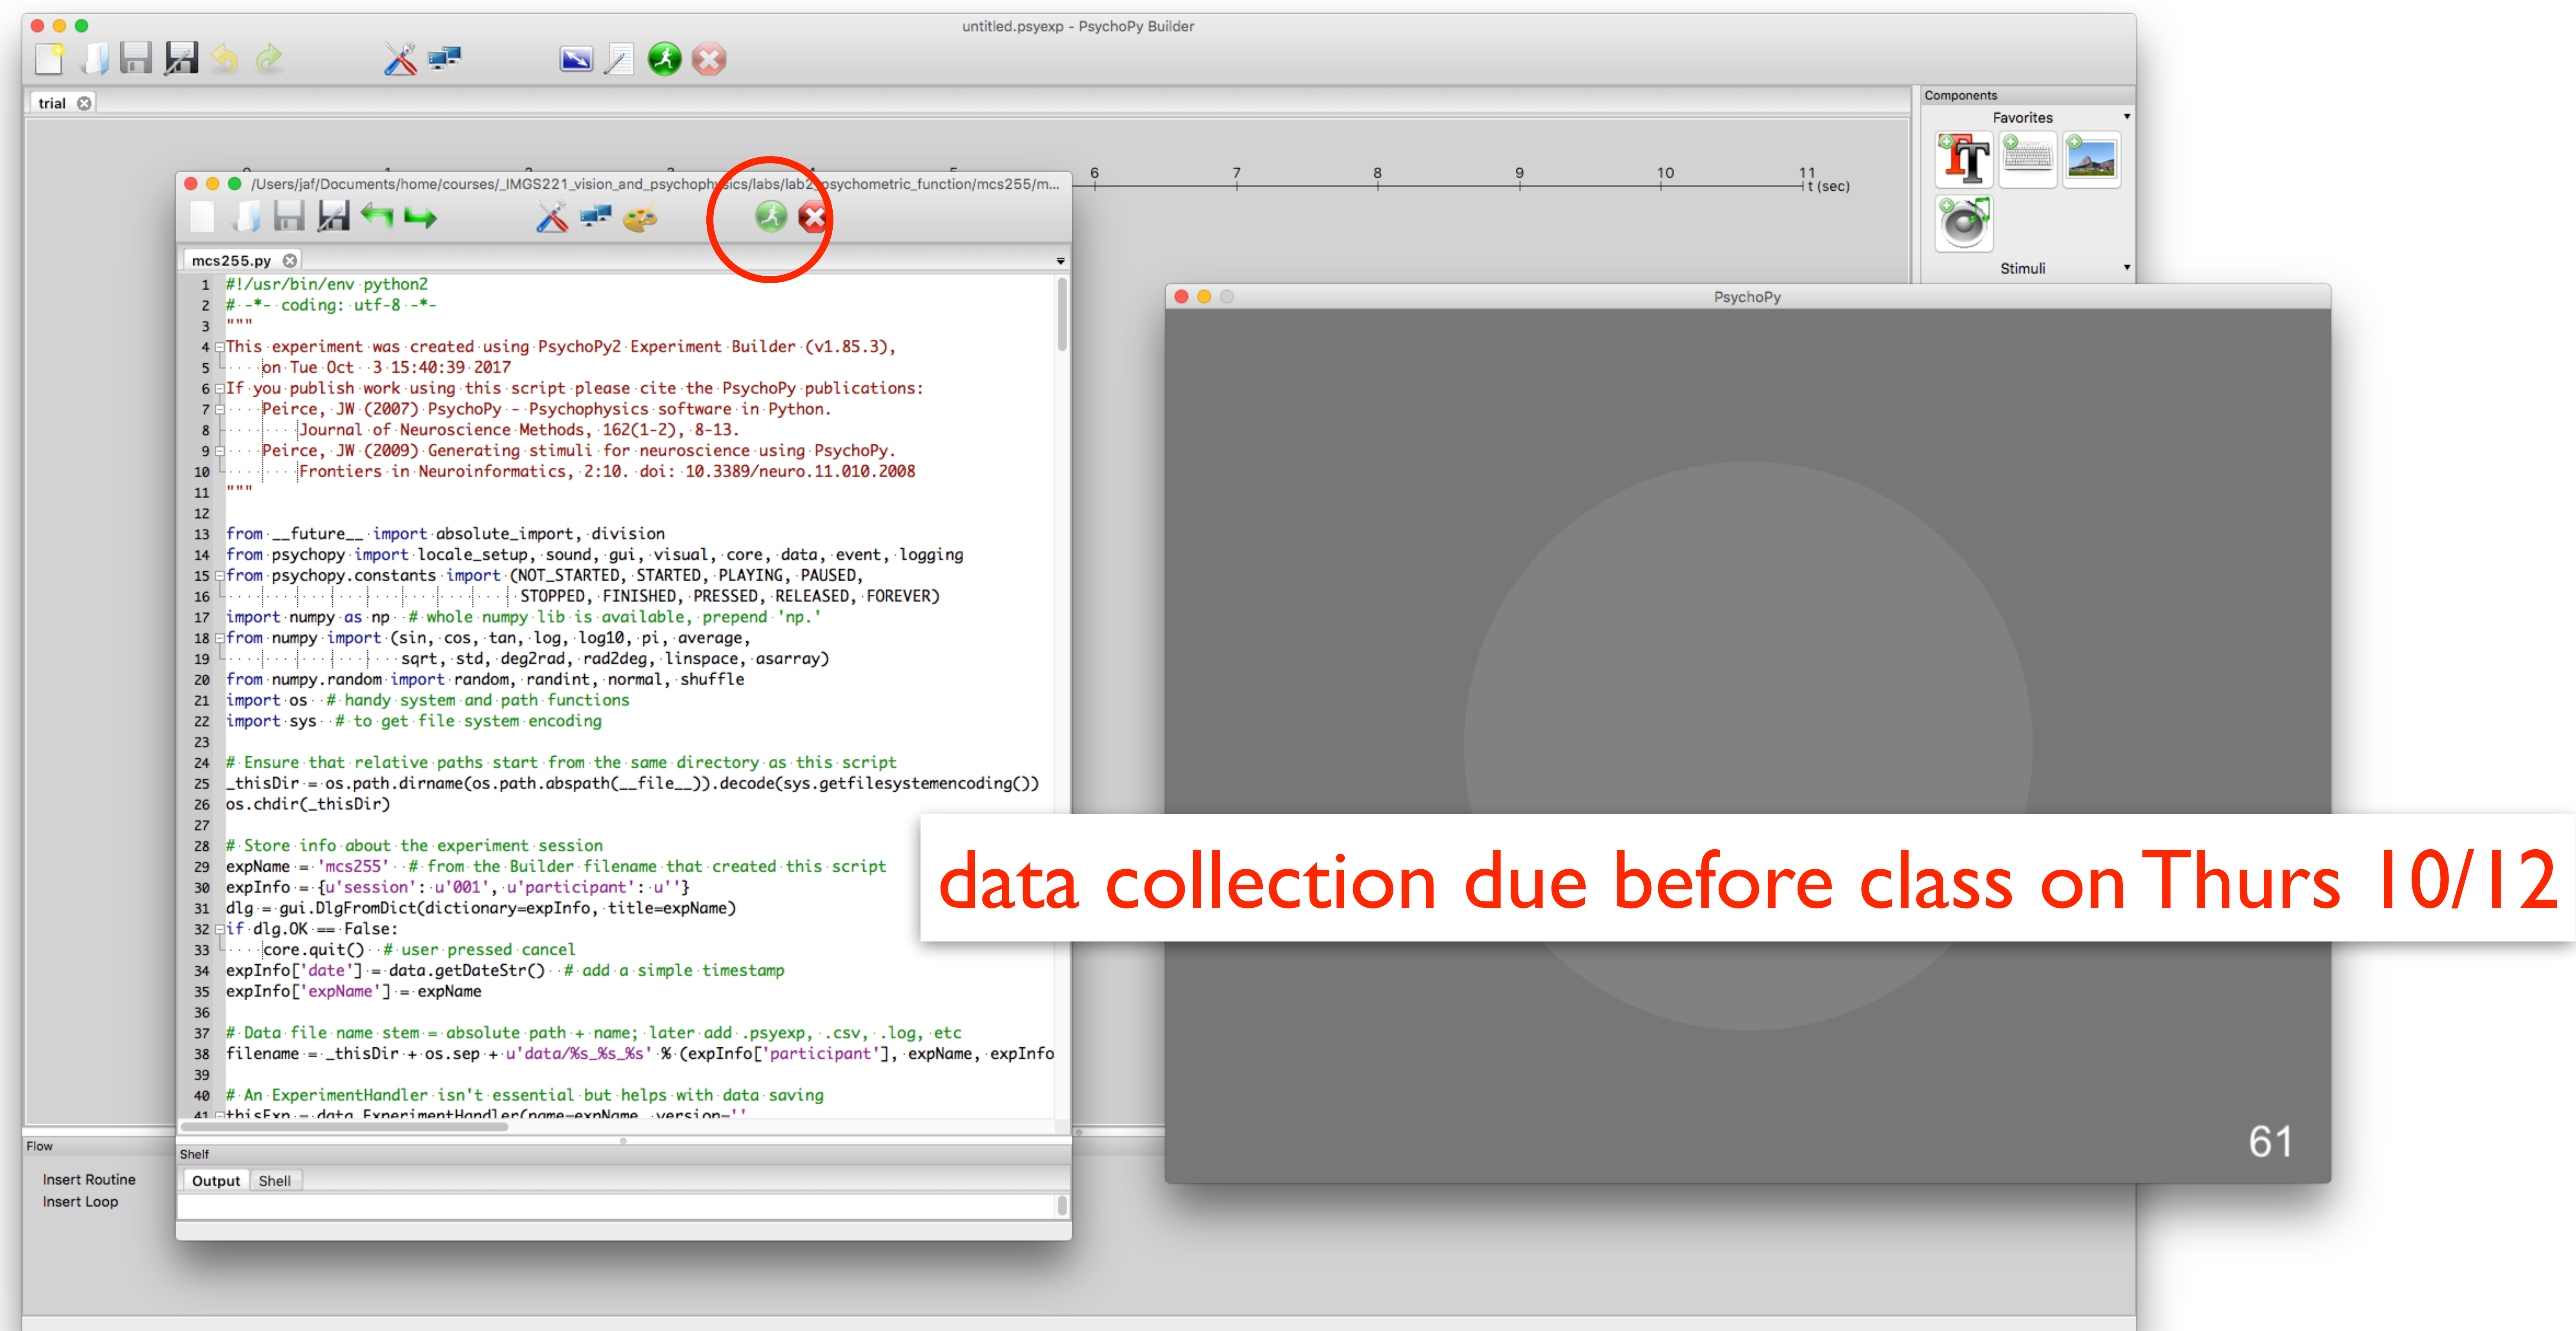 untitled.psyexp - PsychoPy Builder
trial
Components
Favorites
6 7 8 9 10 11
t (sec)
Stimuli
/Users/jaf/Documents/home/courses/_IMGS221_vision_and_psychophysics/labs/lab2_psychometric_function/mcs255/m...
mcs255.py
1 #!/usr/bin/env python2
2 # -*- coding: utf-8 -*-
3 """
4 This experiment was created using PsychoPy2 Experiment Builder (v1.85.3),
5 on Tue Oct  3 15:40:39 2017
6 If you publish work using this script please cite the PsychoPy publications:
7 Peirce, JW (2007) PsychoPy - Psychophysics software in Python.
8 Journal of Neuroscience Methods, 162(1-2), 8-13.
9 Peirce, JW (2009) Generating stimuli for neuroscience using PsychoPy.
10 Frontiers in Neuroinformatics, 2:10. doi: 10.3389/neuro.11.010.2008
11 """
12
13 from __future__ import absolute_import, division
14 from psychopy import locale_setup, sound, gui, visual, core, data, event, logging
15 from psychopy.constants import (NOT_STARTED, STARTED, PLAYING, PAUSED,
16 STOPPED, FINISHED, PRESSED, RELEASED, FOREVER)
17 import numpy as np  # whole numpy lib is available, prepend 'np.'
18 from numpy import (sin, cos, tan, log, log10, pi, average,
19 sqrt, std, deg2rad, rad2deg, linspace, asarray)
20 from numpy.random import random, randint, normal, shuffle
21 import os  # handy system and path functions
22 import sys  # to get file system encoding
23
24 # Ensure that relative paths start from the same directory as this script
25 _thisDir = os.path.dirname(os.path.abspath(__file__)).decode(sys.getfilesystemencoding())
26 os.chdir(_thisDir)
27
28 # Store info about the experiment session
29 expName = 'mcs255'  # from the Builder filename that created this script
30 expInfo = {u'session': u'001', u'participant': u''}
31 dlg = gui.DlgFromDict(dictionary=expInfo, title=expName)
32 if dlg.OK == False:
33 core.quit()  # user pressed cancel
34 expInfo['date'] = data.getDateStr()  # add a simple timestamp
35 expInfo['expName'] = expName
36
37 # Data file name stem = absolute path + name; later add .psyexp, .csv, .log, etc
38 filename = _thisDir + os.sep + u'data/%s_%s_%s' % (expInfo['participant'], expName, expInfo
39
40 # An ExperimentHandler isn't essential but helps with data saving
41 thisExp = data.ExperimentHandler(name=expName, version=''
Shelf
Output Shell
PsychoPy
data collection due before class on Thurs 10/12
61
Flow
Insert Routine
Insert Loop